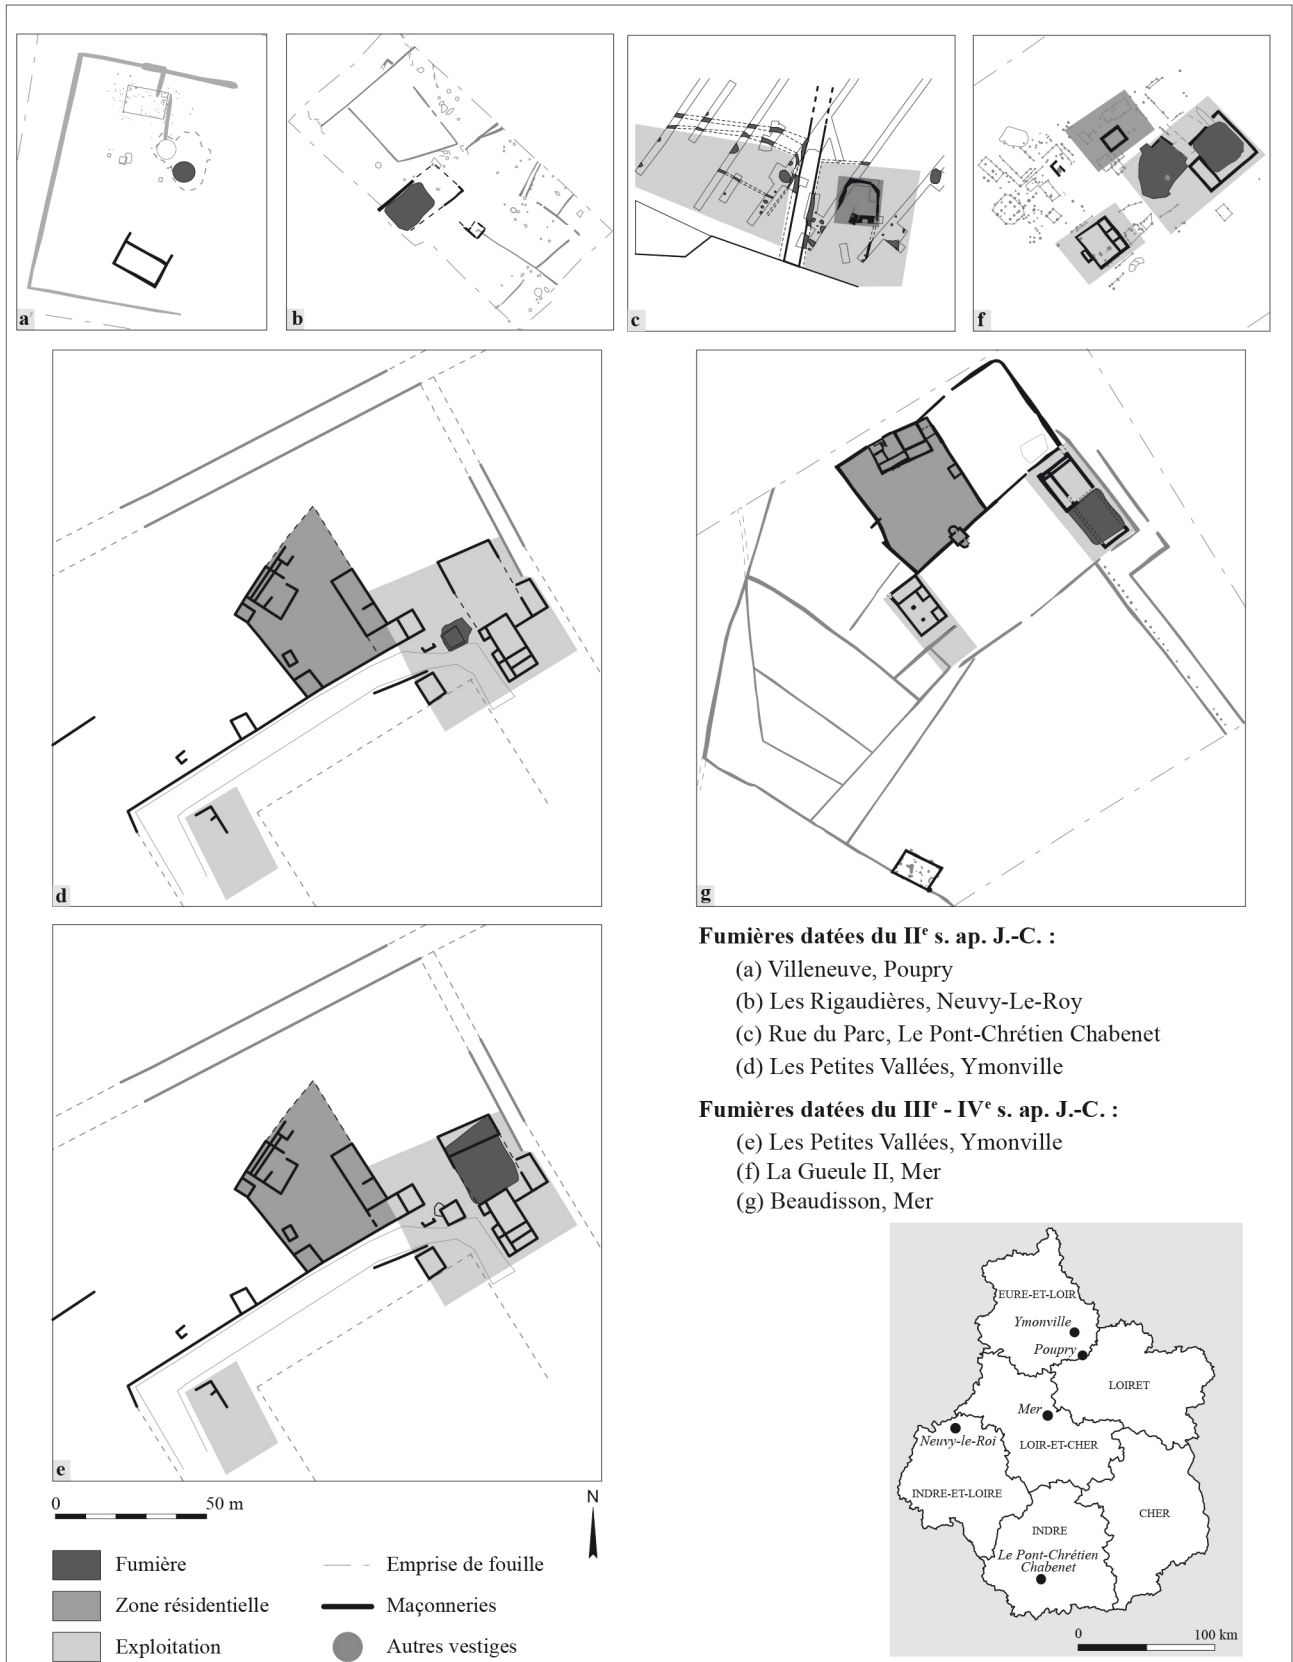 a
b
c
f
d
g
Fumières datées du IIe s. ap. J.-C. :
(a) Villeneuve, Poupry
(b) Les Rigaudières, Neuvy-Le-Roy
(c) Rue du Parc, Le Pont-Chrétien Chabenet
(d) Les Petites Vallées, Ymonville
Fumières datées du IIIe - IVe s. ap. J.-C. :
(e) Les Petites Vallées, Ymonville
(f) La Gueule II, Mer
(g) Beaudisson, Mer
e
0 50 m
N
Fumière
Zone résidentielle
Exploitation
Emprise de fouille
Maçonneries
Autres vestiges
EURE-ET-LOIR
Ymonville
Poupry
LOIRET
Mer
Neuvy-le-Roi
LOIR-ET-CHER
INDRE-ET-LOIRE
CHER
INDRE
Le Pont-Chrétien
Chabenet
0 100 km